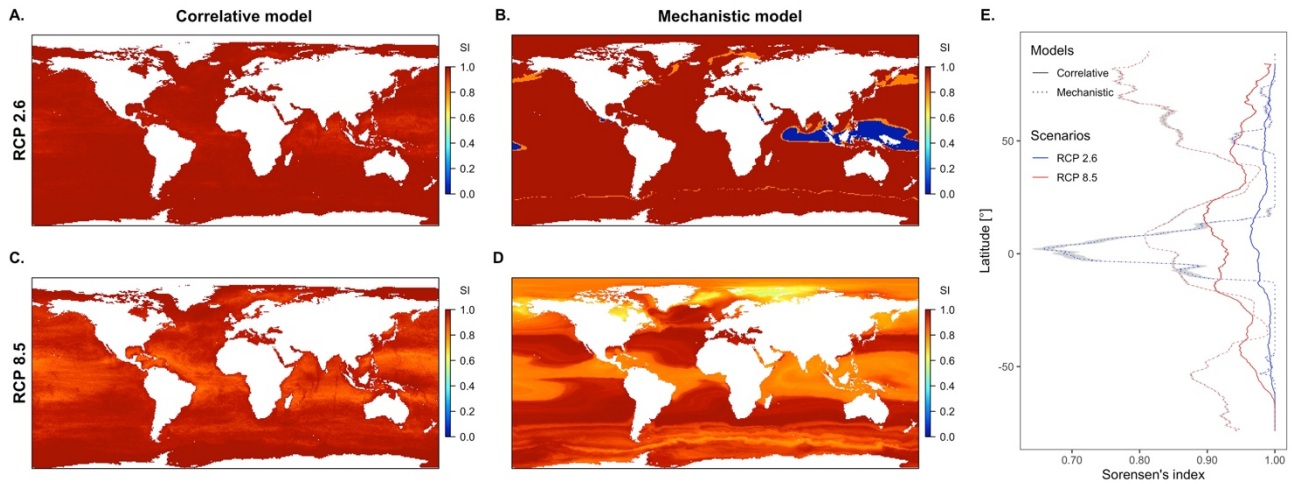 A.
Correlative model
B.
Mechanistic model
E.
RCP 2.6
SI
1.0
0.8
0.6
0.4
0.2
0.0
SI
1.0
0.8
0.6
0.4
0.2
0.0
C.
D
RCP 8.5
SI
1.0
0.8
0.6
0.4
0.2
0.0
SI
1.0
0.8
0.6
0.4
0.2
0.0
Models
Correlative
Mechanistic
Scenarios
RCP 2.6
RCP 8.5
Latitude [°]
50
0
-50
0.70 0.80 0.90 1.00
Sorensen's index